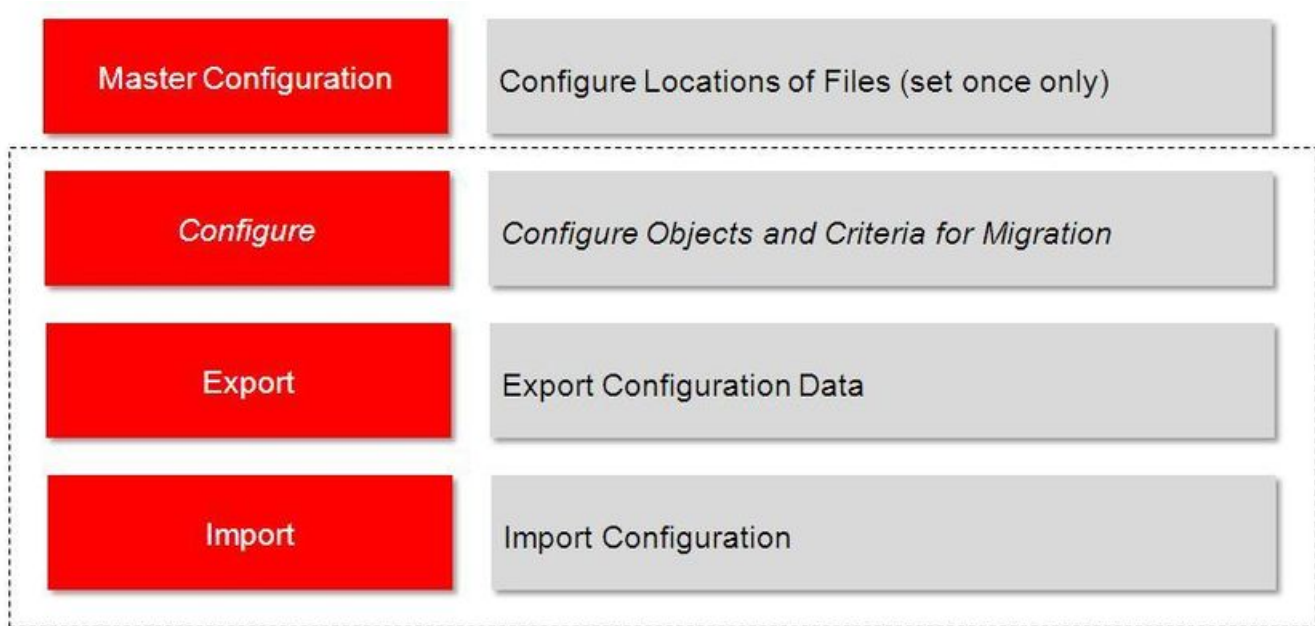 Master Configuration
Configure Locations of Files (set once only)
Configure
Configure Objects and Criteria for Migration
Export
Export Configuration Data
Import
Import Configuration